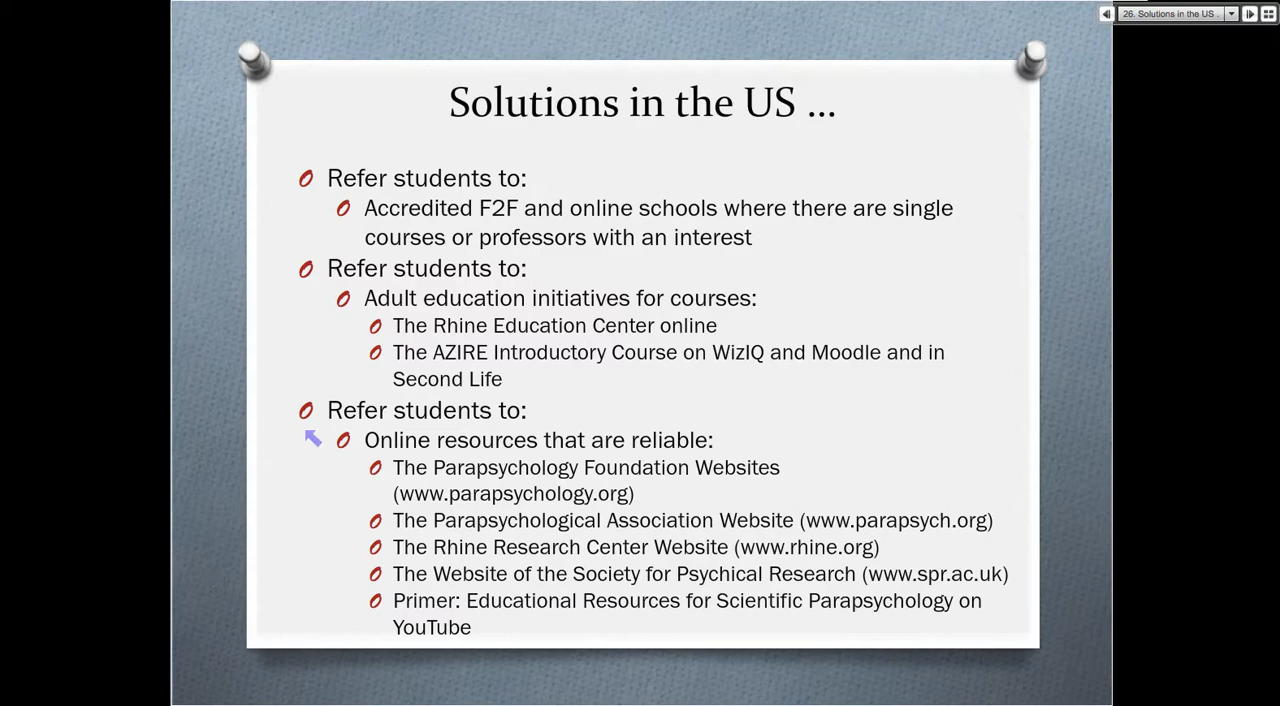 26. Solutions in the US .
Solutions in the US ...
Refer students to:
Accredited F2F and online schools where there are single
courses or professors with an interest
Refer students to:
Adult education initiatives for courses:
The Rhine Education Center online
The AZIRE Introductory Course on WizIQ and Moodle and in
Second Life
Refer students to:
Online resources that are reliable:
The Parapsychology Foundation Websites
(www.parapsychology.org)
The Parapsychological Association Website (www.parapsych.org)
The Rhine Research Center Website (www.rhine.org)
The Website of the Society for Psychical Research (www.spr.ac.uk)
Primer: Educational Resources for Scientific Parapsychology on
YouTube